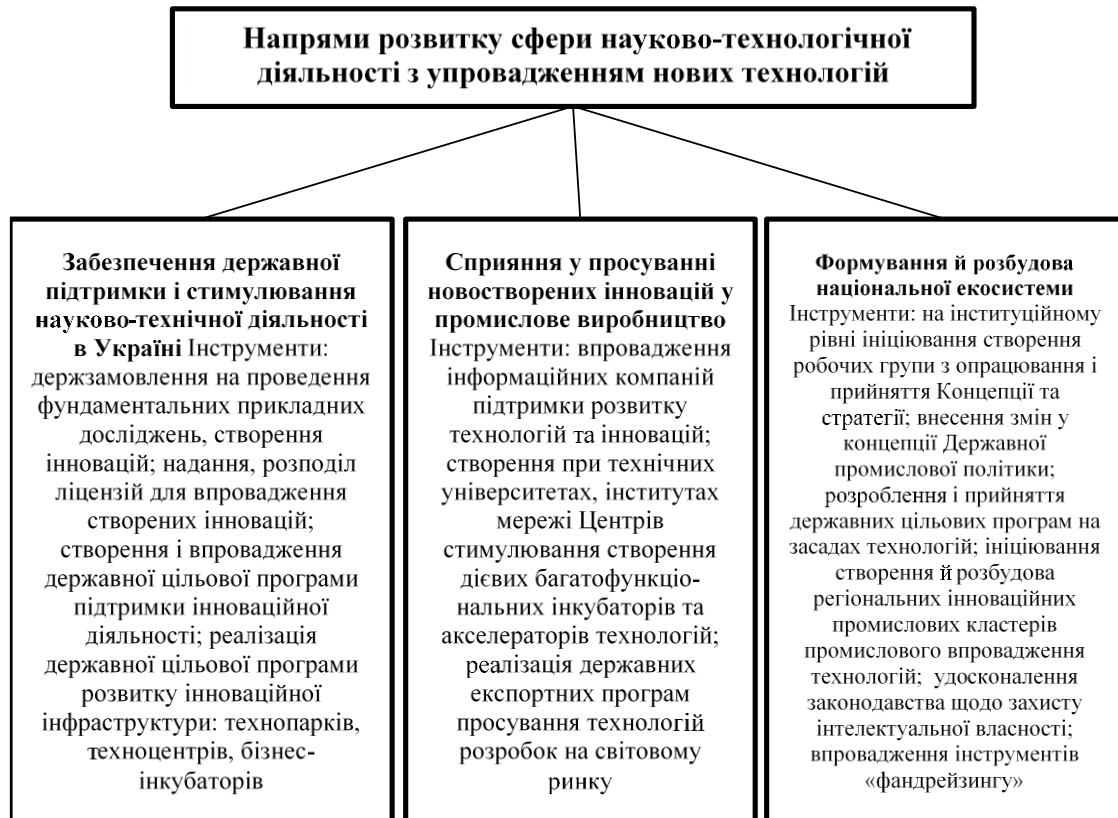 Напрями розвитку сфери науково-технологічної
діяльності з упровадженням нових технологій
Забезпечення державної
підтримки і стимулювання
науково-технічної діяльності
в Україні Інструменти:
держзамовлення на проведення
фундаментальних прикладних
досліджень, створення
інновацій; надання, розподіл
ліцензій для впровадження
створених інновацій;
створення і впровадження
державної цільової програми
підтримки інноваційної
діяльності; реалізація
державної цільової програми
розвитку інноваційної
інфраструктури: технопарків,
техноцентрів, бізнес-
інкубаторів
Сприяння у просуванні
новостворених інновацій у
промислове виробництво
Інструменти: впровадження
інформаційних компаній
підтримки розвитку
технологій та інновацій;
створення при технічних
університетах, інститутах
мережі Центрів
стимулювання створення
дієвих багатофункціо-
нальних інкубаторів та
акселераторів технологій;
реалізація державних
експортних програм
просування технологій
розробок на світовому
ринку
Формування й розбудова
національної екосистеми
Інструменти: на інституційному
рівні ініціювання створення
робочих групи з опрацювання і
прийняття Концепції та
стратегії; внесення змін у
концепції Державної
промислової політики;
розроблення і прийняття
державних цільових програм на
засадах технологій; ініціювання
створення й розбудова
регіональних інноваційних
промислових кластерів
промислового впровадження
технологій; удосконалення
законодавства щодо захисту
інтелектуальної власності;
впровадження інструментів
«фандрейзингу»